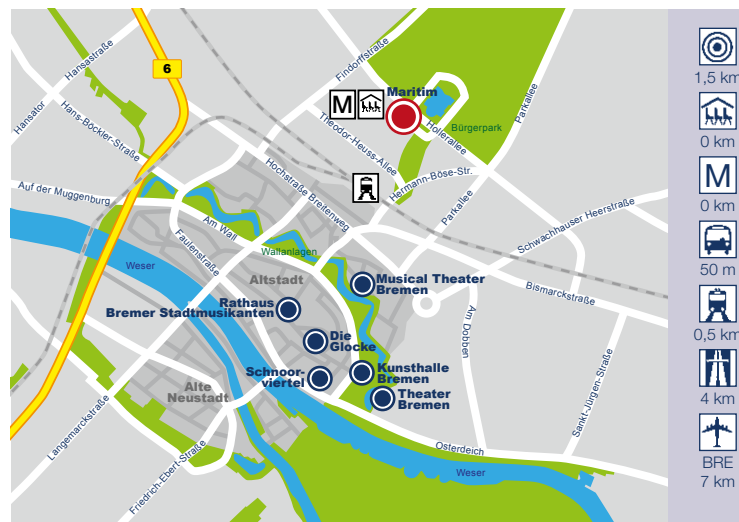 Hansastraße
Hansator
Hans-Böckler-Straße
6
Findorffstraße
M
Maritim
Hollerallee
Bürgerpark
Parkallee
Theodor-Heuss-Allee
Hermann-Böse-Str.
Parkallee
Hochstraße Breitenweg
Schwachhauser Heerstraße
Auf der Muggenburg
Am Wall
Wallanlagen
Faulenstraße
Weser
Altstadt
Musical Theater
Bremen
Bismarckstraße
Rathaus
Bremer Stadtmusikanten
Die
Glocke
Am Dobben
Schnoor-
viertel
Kunsthalle
Bremen
Theater
Bremen
Alte
Neustadt
Sankt-Jürgen-Straße
Langemarckstraße
Friedrich-Ebert-Straße
Osterdeich
Weser
1,5 km
0 km
M
0 km
50 m
0,5 km
4 km
BRE
7 km